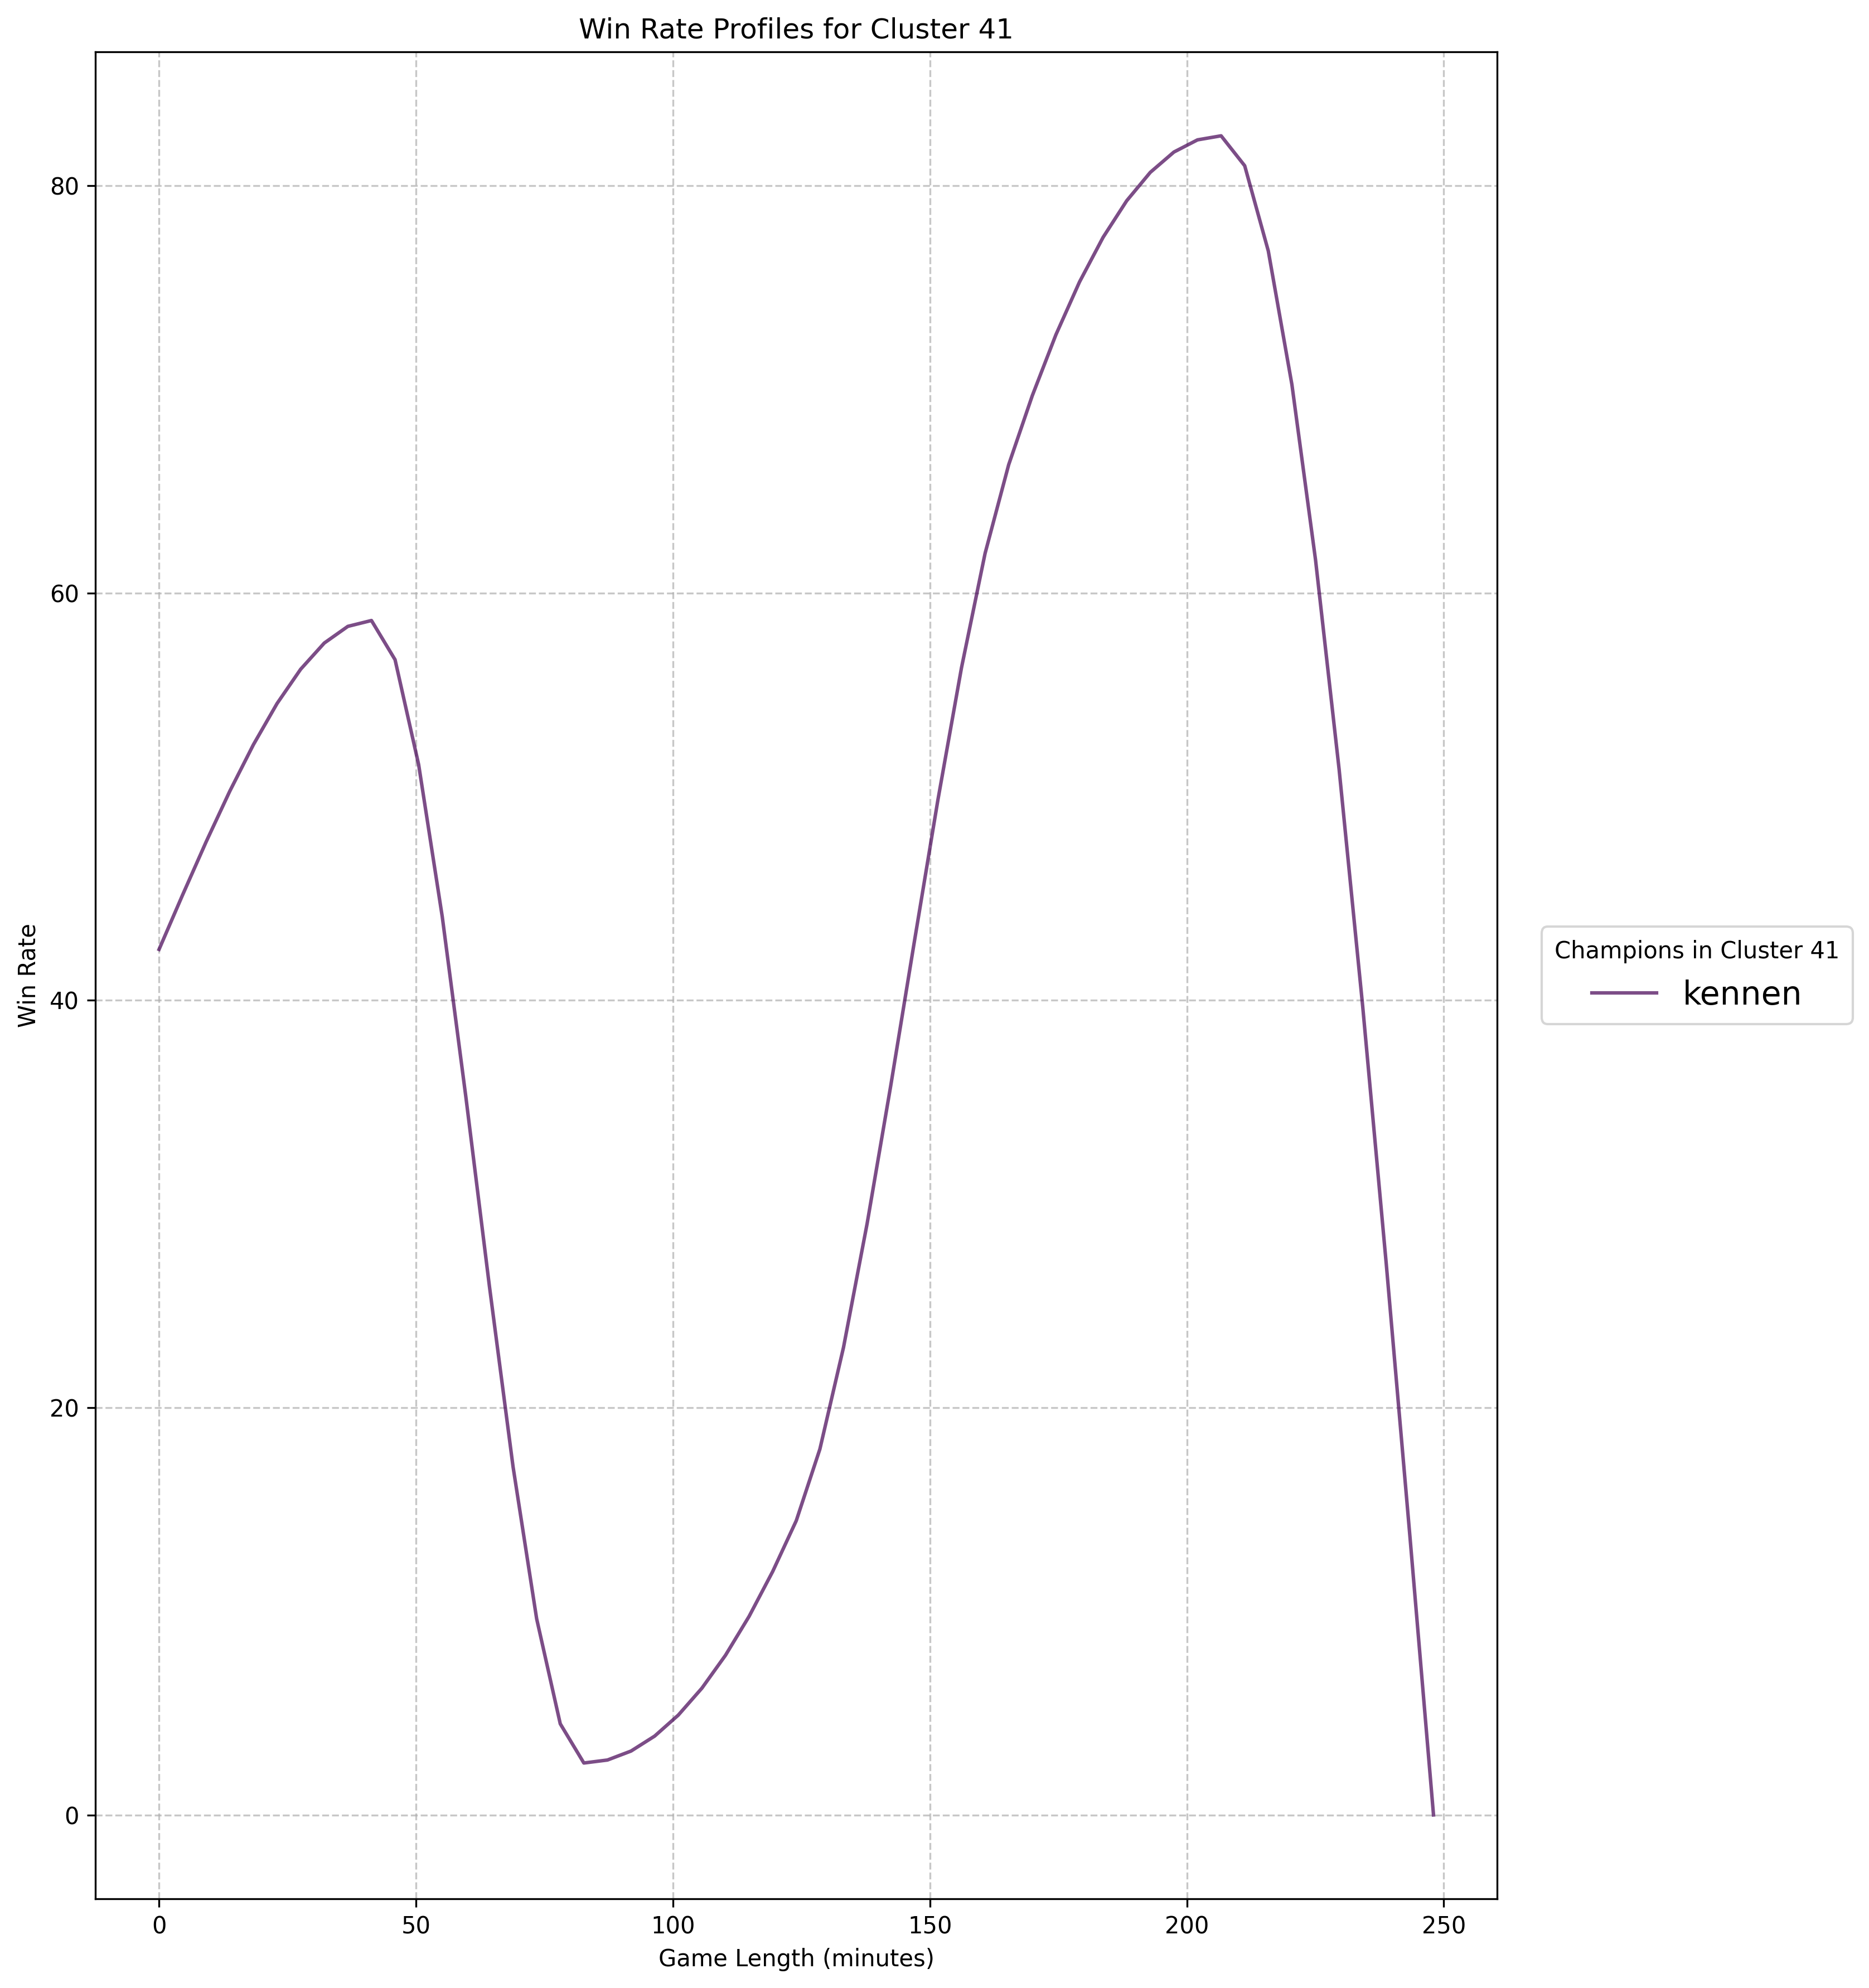 Win Rate Profiles for Cluster 41
80
60
40
20
0
Win Rate
0 50 100 150 200 250
Game Length (minutes)
Champions in Cluster 41
kennen